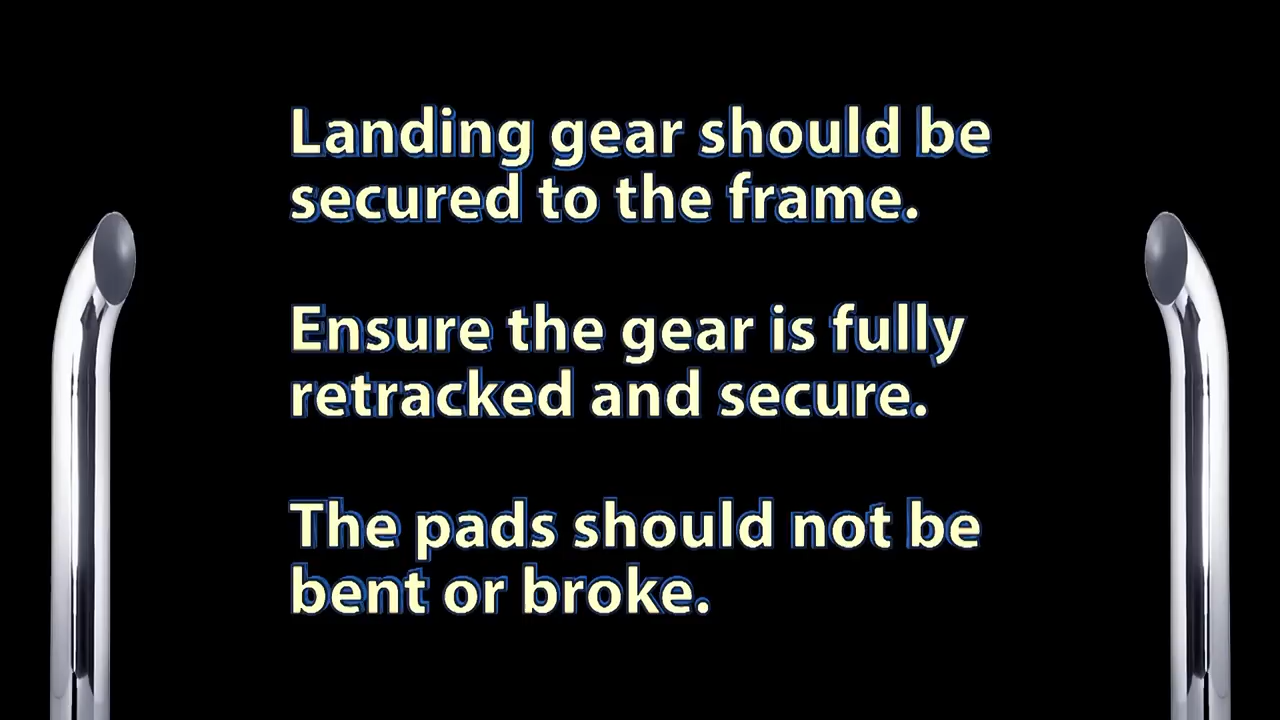 Landing gear should be
secured to the frame.
Ensure the gear is fully
retracked and secure.
The pads should not be
bent or broke.